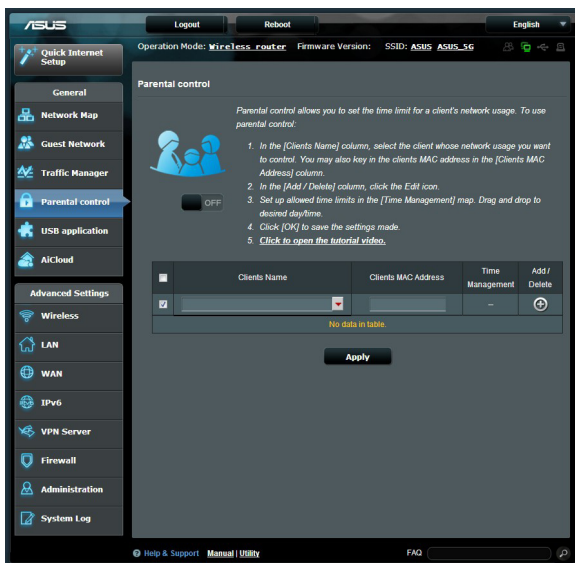 ASUS
Logout
Reboot
English
Quick Internet
Setup
Operation Mode: Wireless router Firmware Version: SSID: ASUS ASUS_5G
General
Network Map
Guest Network
Traffic Manager
Parental control
USB application
AiCloud
Advanced Settings
Wireless
LAN
WAN
IPv6
VPN Server
Firewall
Administration
System Log
Parental control
Parental control allows you to set the time limit for a client's network usage. To use
parental control:
1. In the [Clients Name] column, select the client whose network usage you want
to control. You may also key in the clients MAC address in the [Clients MAC
Address] column.
2. In the [Add / Delete] column, click the Edit icon.
3. Set up allowed time limits in the [Time Management] map. Drag and drop to
desired day/time.
4. Click [OK] to save the settings made.
5. Click to open the tutorial video.
OFF
Clients Name
Clients MAC Address
Time
Management
Add /
Delete
--
No data in table.
Apply
Help & Support Manual | Utility
FAQ